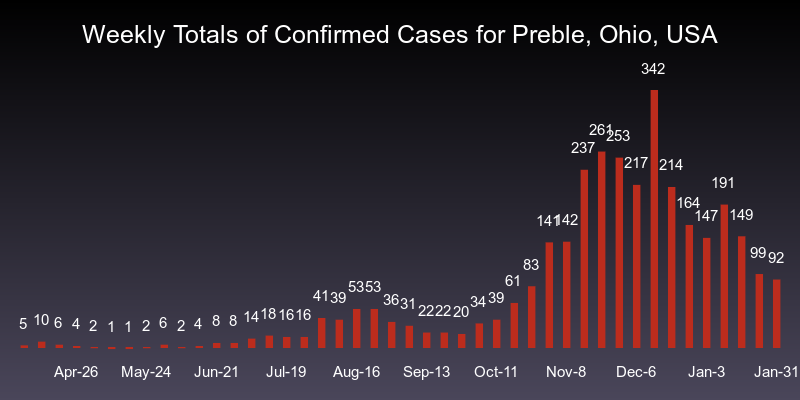 Weekly Totals of Confirmed Cases for Preble, Ohio, USA
5 10 6 4 2 1 1 2 6 2 4 8 8 14 18 16 16 41 39 53 53 36 31 22 22 20 34 39 61 83 141 142 237 261 253 217 342 214 164 147 191 149 99 92
Apr-26 May-24 Jun-21 Jul-19 Aug-16 Sep-13 Oct-11 Nov-8 Dec-6 Jan-3 Jan-31